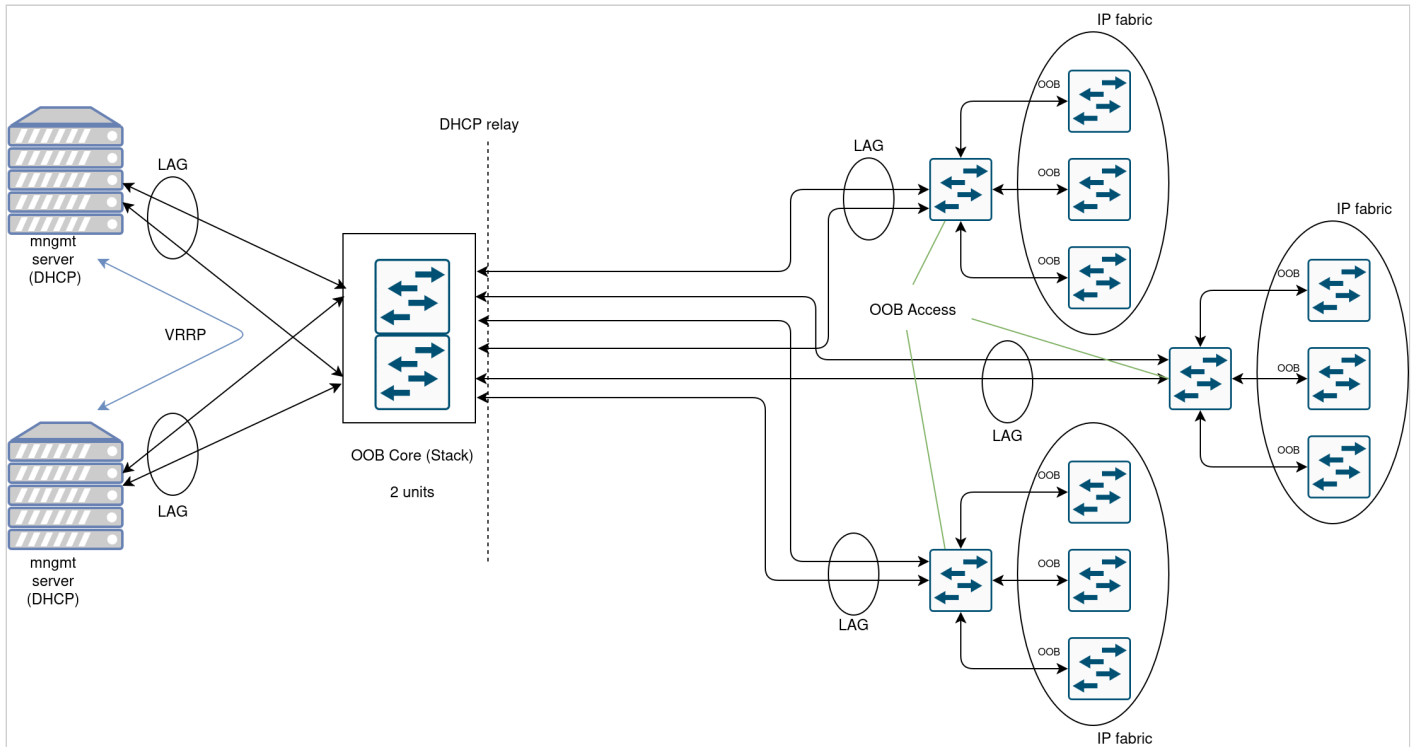 IP fabric
OOB
DHCP relay
LAG
LAG
OOB
mngmt
server
(DHCP)
OOB
IP fabric
OOB
VRRP
OOB Access
OOB
LAG
OOB
LAG
OOB Core (Stack)
2 units
OOB
OOB
LAG
mngmt
server
(DHCP)
OOB
LAG
OOB
IP fabric